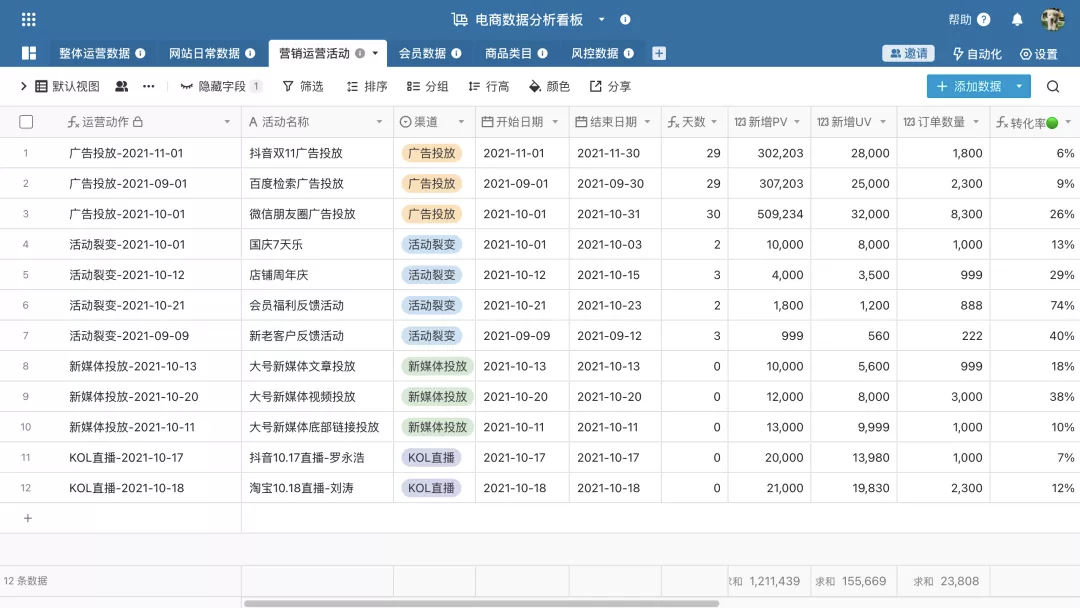 电商数据分析看板
帮助
整体运营数据 网站日常数据 营销运营活动 会员数据 商品类目 风控数据 邀请 自动化 设置
默认视图 隐藏字段 1 筛选 排序 分组 行高 颜色 分享 添加数据
运营动作 A 活动名称 渠道 开始日期 结束日期 fx 天数 123 新增PV 123 新增UV 123 订单数量 fx 转化率
1 广告投放-2021-11-01 抖音双11广告投放 广告投放 2021-11-01 2021-11-30 29 302,203 28,000 1,800 6%
2 广告投放-2021-09-01 百度检索广告投放 广告投放 2021-09-01 2021-09-30 29 307,203 25,000 2,300 9%
3 广告投放-2021-10-01 微信朋友圈广告投放 广告投放 2021-10-01 2021-10-31 30 509,234 32,000 8,300 26%
4 活动裂变-2021-10-01 国庆7天乐 活动裂变 2021-10-01 2021-10-03 2 10,000 8,000 1,000 13%
5 活动裂变-2021-10-12 店铺周年庆 活动裂变 2021-10-12 2021-10-15 3 4,000 3,500 999 29%
6 活动裂变-2021-10-21 会员福利反馈活动 活动裂变 2021-10-21 2021-10-23 2 1,800 1,200 888 74%
7 活动裂变-2021-09-09 新老客户反馈活动 活动裂变 2021-09-09 2021-09-12 3 999 560 222 40%
8 新媒体投放-2021-10-13 大号新媒体文章投放 新媒体投放 2021-10-13 2021-10-13 0 10,000 5,600 999 18%
9 新媒体投放-2021-10-20 大号新媒体视频投放 新媒体投放 2021-10-20 2021-10-20 0 12,000 8,000 3,000 38%
10 新媒体投放-2021-10-11 大号新媒体底部链接投放 新媒体投放 2021-10-11 2021-10-11 0 13,000 9,999 1,000 10%
11 KOL直播-2021-10-17 抖音10.17直播-罗永浩 KOL直播 2021-10-17 2021-10-17 0 20,000 13,980 1,000 7%
12 KOL直播-2021-10-18 淘宝10.18直播-刘涛 KOL直播 2021-10-18 2021-10-18 0 21,000 19,830 2,300 12%
12 条数据 求和 1,211,439 求和 155,669 求和 23,808